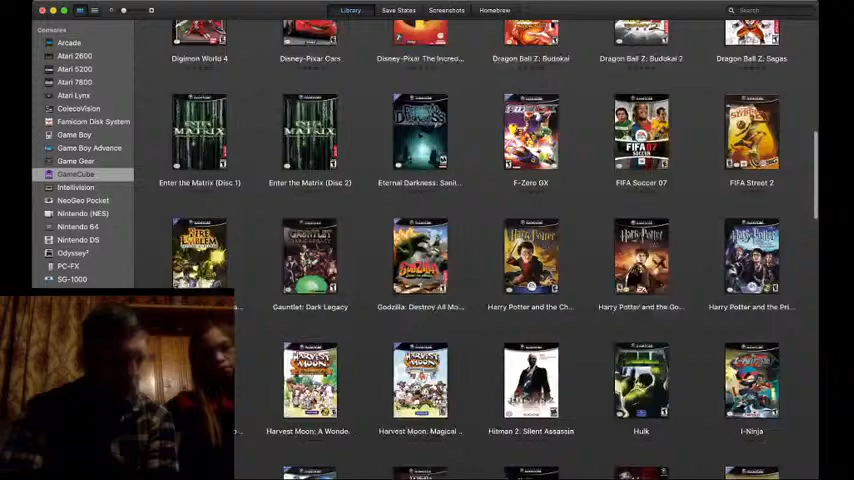 Library Save States Screenshots Homebrew Search
Consoles
Arcade
Atari 2600
Atari 5200
Atari 7800
Atari Lynx
ColecoVision
Famicom Disk System
Game Boy
Game Boy Advance
Game Gear
GameCube
Intellivision
NeoGeo Pocket
Nintendo (NES)
Nintendo 64
Nintendo DS
Odyssey²
PC-FX
SG-1000
Digimon World 4 Disney-Pixar Cars Disney-Pixar The Incred... Dragon Ball Z: Budokai Dragon Ball Z: Budokai 2 Dragon Ball Z: Sagas
Enter the Matrix (Disc 1) Enter the Matrix (Disc 2) Eternal Darkness: Sani... F-Zero GX FIFA Soccer 07 FIFA Street 2
Gauntlet: Dark Legacy Godzilla: Destroy All Mo... Harry Potter and the Ch... Harry Potter and the Go... Harry Potter and the Pri...
Harvest Moon: A Wonde... Harvest Moon: Magical ... Hitman 2: Silent Assassin Hulk I-Ninja